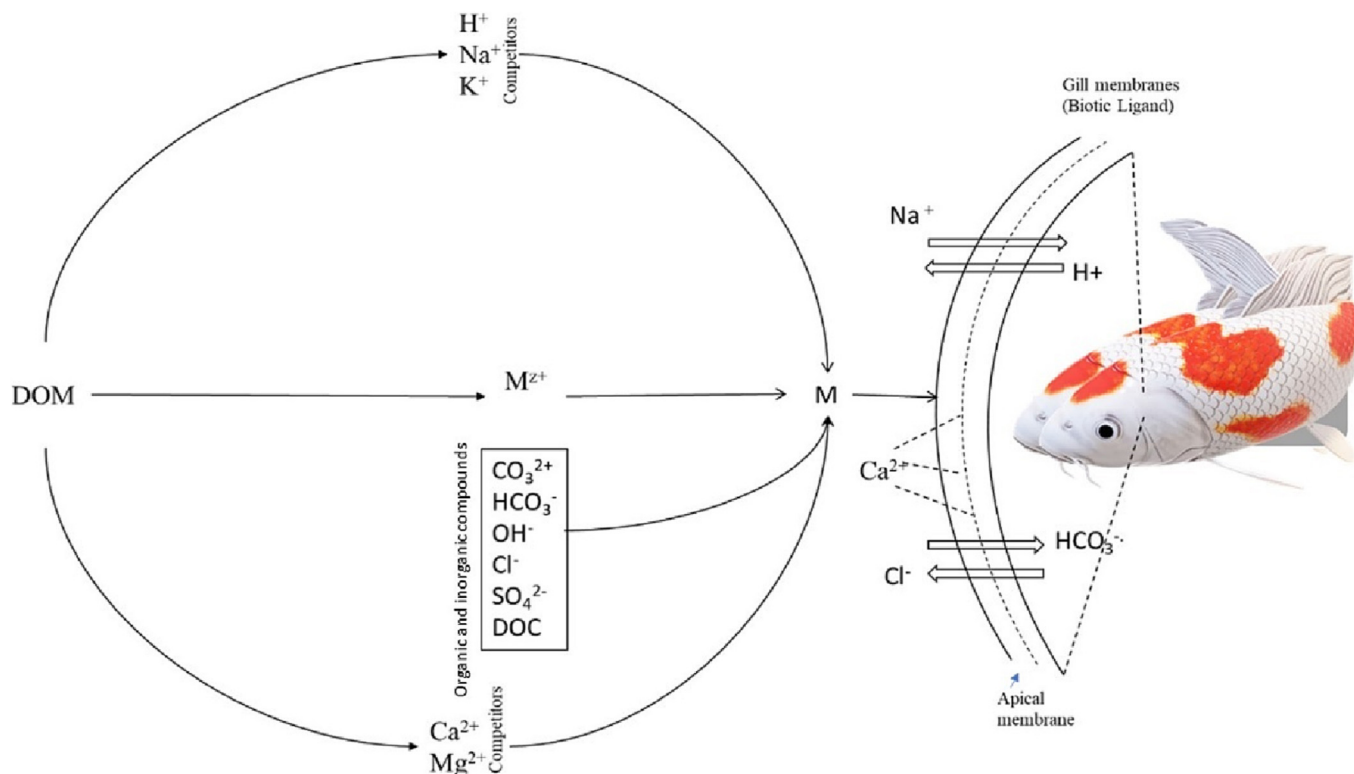 H⁺
Na⁺
K⁺
Competitors
Gill membranes
(Biotic Ligand)
Na⁺
H+
DOM
M^z+
M
Organic and inorganic compounds
CO₃²⁺
HCO₃⁻
OH⁻
Cl⁻
SO₄²⁻
DOC
Ca²⁺
HCO₃⁻
Cl⁻
Ca²⁺
Mg²⁺
Competitors
Apical
membrane